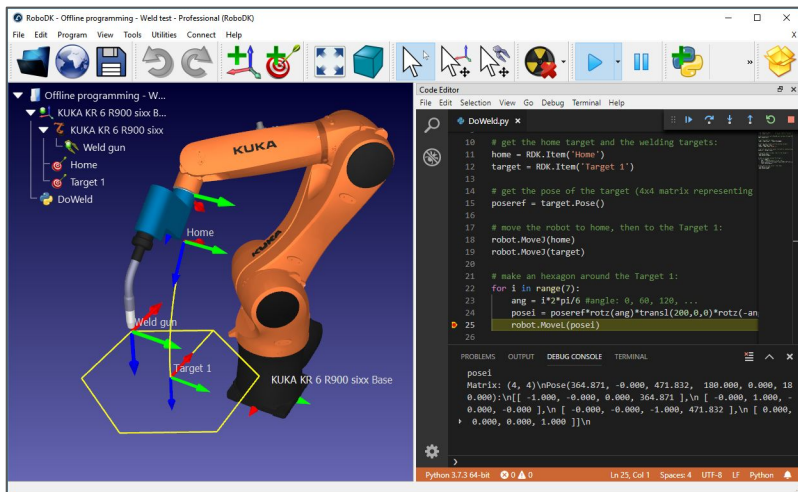 RoboDK - Offline programming - Weld test - Professional (RoboDK)
File Edit Program View Tools Utilities Connect Help
X
»
Offline programming - W...
KUKA KR 6 R900 sixx B...
KUKA KR 6 R900 sixx
Weld gun
Home
Target 1
DoWeld
KUKA
KUKA
Home
Weld gun
Target 1
KUKA KR 6 R900 sixx Base
Code Editor
File Edit Selection View Go Debug Terminal Help
DoWeld.py
10 # get the home target and the welding targets:
11 home = RDK.Item('Home')
12 target = RDK.Item('Target 1')
13
14 # get the pose of the target (4x4 matrix representing
15 poseref = target.Pose()
16
17 # move the robot to home, then to the Target 1:
18 robot.MoveJ(home)
19 robot.MoveJ(target)
20
21 # make an hexagon around the Target 1:
22 for i in range(7):
23 ang = i*2*pi/6 #angle: 0, 60, 120, ...
24 posei = poseref*rotz(ang)*transl(200,0,0)*rotz(-an
25 robot.MoveL(posei)
26
PROBLEMS OUTPUT DEBUG CONSOLE TERMINAL
posei
Matrix: (4, 4)\nPose(364.871, -0.000, 471.832, 180.000, 0.000, 18
0.000):\n[[ -1.000, -0.000, 0.000, 364.871 ],\n [ -0.000, 1.000, -
0.000, -0.000 ],\n [ -0.000, -0.000, -1.000, 471.832 ],\n [ 0.000,
0.000, 0.000, 1.000 ]]\n
Python 3.7.3 64-bit 0 0 Ln 25, Col 1 Spaces: 4 UTF-8 LF Python